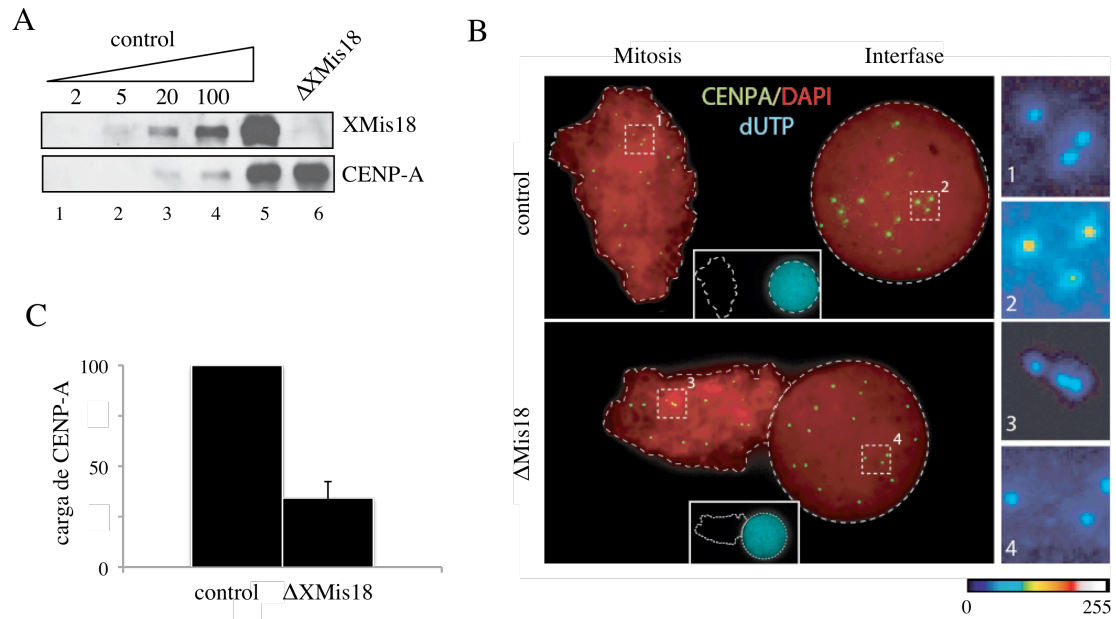 A
control
2 5 20 100
ΔXMis18
XMis18
CENP-A
1 2 3 4 5 6
B
Mitosis Interfase
CENPA/DAPI
dUTP
control
1
2
1
2
ΔMis18
3
4
3
4
0 255
C
carga de CENP-A
100
50
0
control ΔXMis18